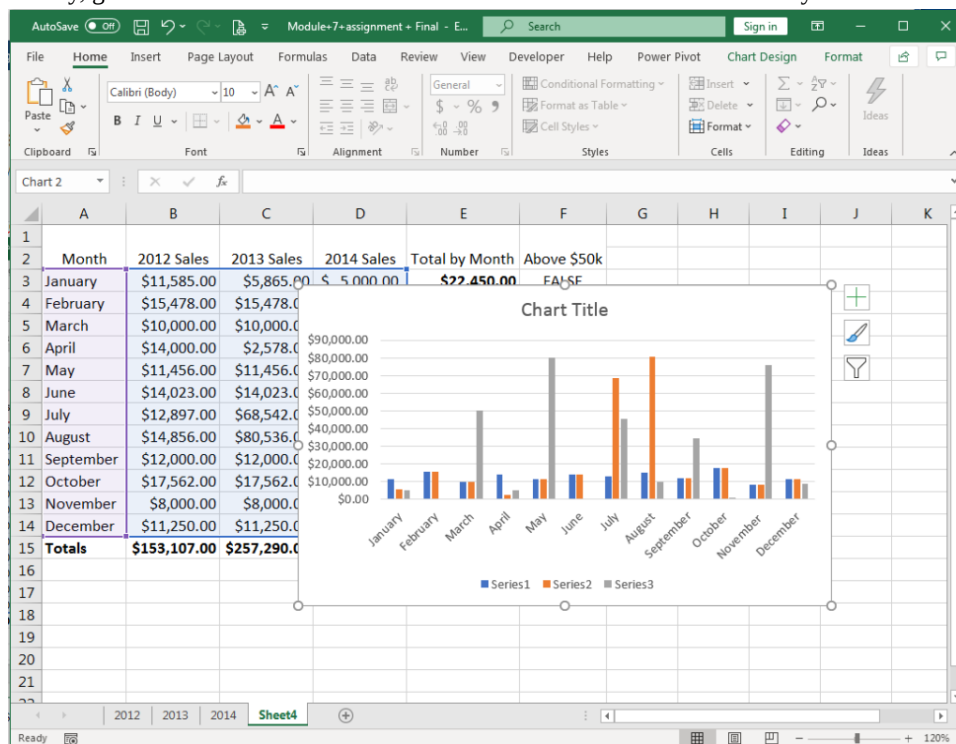 AutoSave Off Module+7+assignment + Final - E... Search Sign in
File Home Insert Page Layout Formulas Data Review View Developer Help Power Pivot Chart Design Format
Paste
Calibri (Body) 10 A^ A˅
B I U A
ab
General
$ % 9
Conditional Formatting
Format as Table
Cell Styles
Insert
Delete
Format
Ideas
Clipboard Font Alignment Number Styles Cells Editing Ideas
Chart 2 fx
A B C D E F G H I J K
1
2 Month 2012 Sales 2013 Sales 2014 Sales Total by Month Above $50k
3 January $11,585.00 $5,865.00 $ 5,000.00 $22,450.00 FALSE
4 February $15,478.00 $15,478.0
5 March $10,000.00 $10,000.0
6 April $14,000.00 $2,578.0
7 May $11,456.00 $11,456.0
8 June $14,023.00 $14,023.0
9 July $12,897.00 $68,542.0
10 August $14,856.00 $80,536.0
11 September $12,000.00 $12,000.0
12 October $17,562.00 $17,562.0
13 November $8,000.00 $8,000.0
14 December $11,250.00 $11,250.0
15 Totals $153,107.00 $257,290.0
16
17
18
19
20
21
Chart Title
$90,000.00
$80,000.00
$70,000.00
$60,000.00
$50,000.00
$40,000.00
$30,000.00
$20,000.00
$10,000.00
$0.00
January February March April May June July August September October November December
Series1 Series2 Series3
2012 2013 2014 Sheet4
Ready 120%